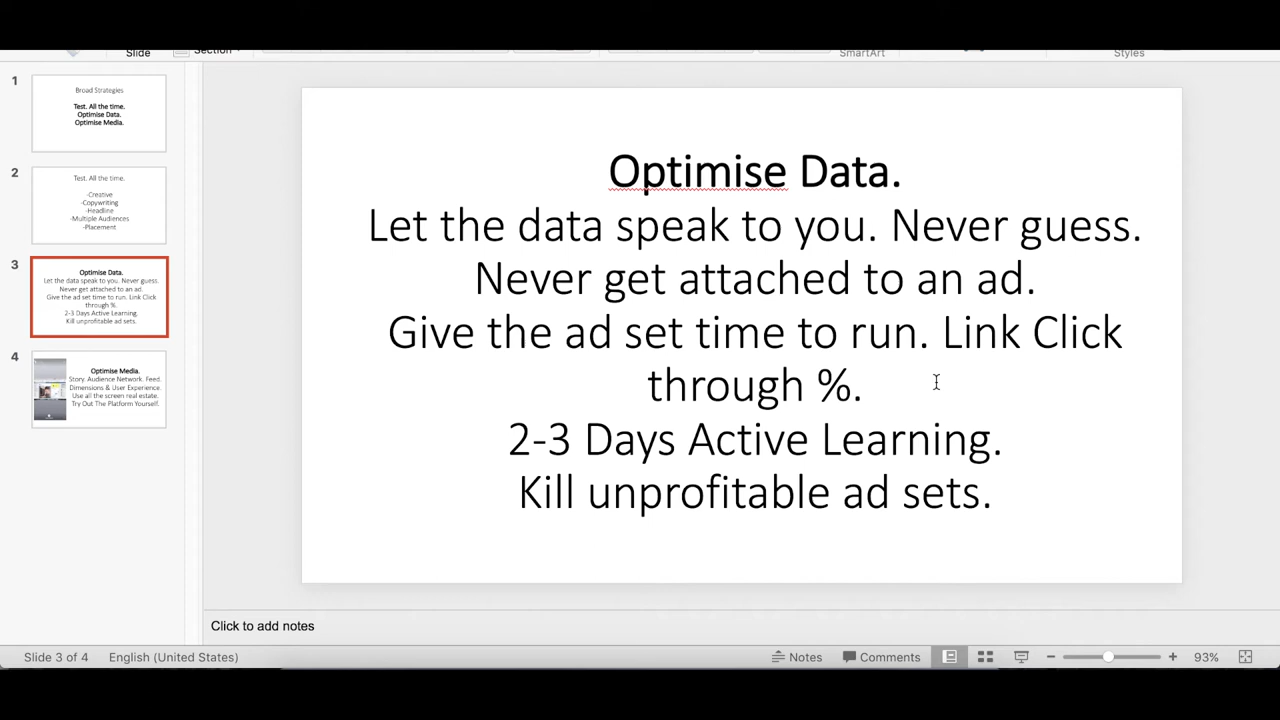 Slide
Section
SmartArt
Styles
1
Broad Strategies
Test. All the time.
Optimise Data.
Optimise Media.
2
Test. All the time.
-Creative
-Copywriting
-Headline
-Multiple Audiences
-Placement
3
Optimise Data.
Let the data speak to you. Never guess.
Never get attached to an ad.
Give the ad set time to run. Link Click
through %.
2-3 Days Active Learning.
Kill unprofitable ad sets.
4
Optimise Media.
Story. Audience Network. Feed.
Dimensions & User Experience.
Use all the screen real estate.
Try Out The Platform Yourself.
Optimise Data.
Let the data speak to you. Never guess.
Never get attached to an ad.
Give the ad set time to run. Link Click
through %.
2-3 Days Active Learning.
Kill unprofitable ad sets.
Click to add notes
Slide 3 of 4 English (United States) Notes Comments 93%